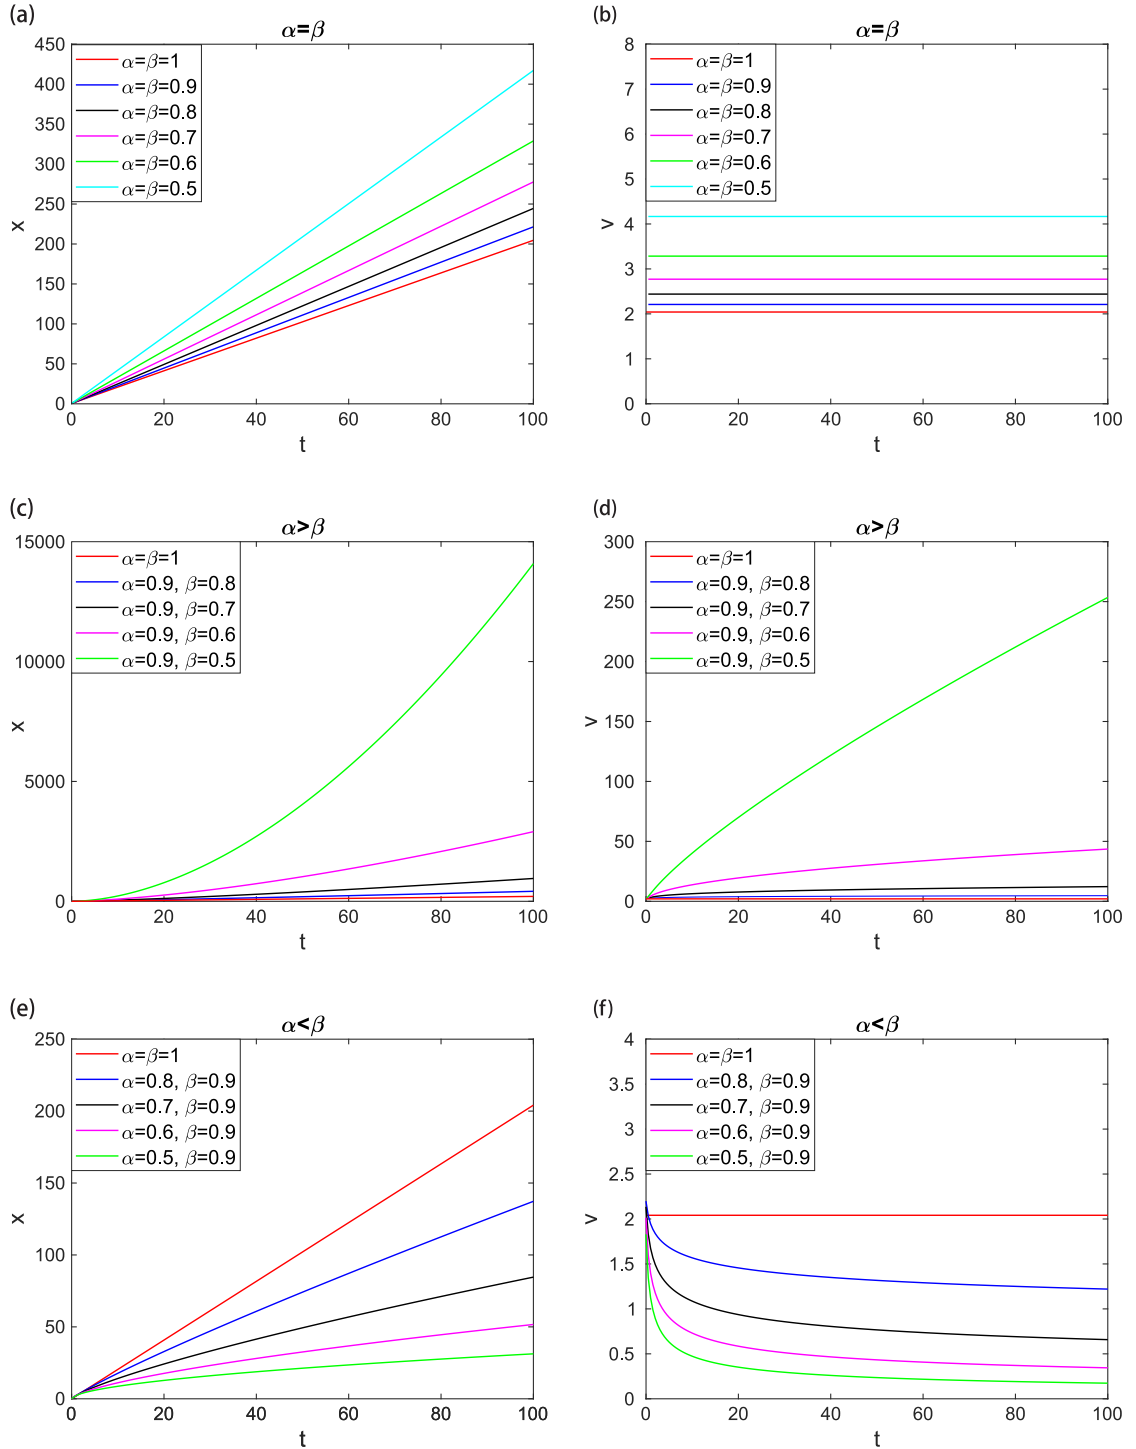 (a)
α=β
450
400
350
300
250
200
150
100
50
0
x
α=β=1
α=β=0.9
α=β=0.8
α=β=0.7
α=β=0.6
α=β=0.5
0 20 40 60 80 100
t
(b)
α=β
8
7
6
5
4
3
2
1
0
v
α=β=1
α=β=0.9
α=β=0.8
α=β=0.7
α=β=0.6
α=β=0.5
0 20 40 60 80 100
t
(c)
α>β
15000
10000
5000
0
x
α=β=1
α=0.9, β=0.8
α=0.9, β=0.7
α=0.9, β=0.6
α=0.9, β=0.5
0 20 40 60 80 100
t
(d)
α>β
300
250
200
150
100
50
0
v
α=β=1
α=0.9, β=0.8
α=0.9, β=0.7
α=0.9, β=0.6
α=0.9, β=0.5
0 20 40 60 80 100
t
(e)
α<β
250
200
150
100
50
0
x
α=β=1
α=0.8, β=0.9
α=0.7, β=0.9
α=0.6, β=0.9
α=0.5, β=0.9
0 20 40 60 80 100
t
(f)
α<β
4
3.5
3
2.5
2
1.5
1
0.5
0
v
α=β=1
α=0.8, β=0.9
α=0.7, β=0.9
α=0.6, β=0.9
α=0.5, β=0.9
0 20 40 60 80 100
t